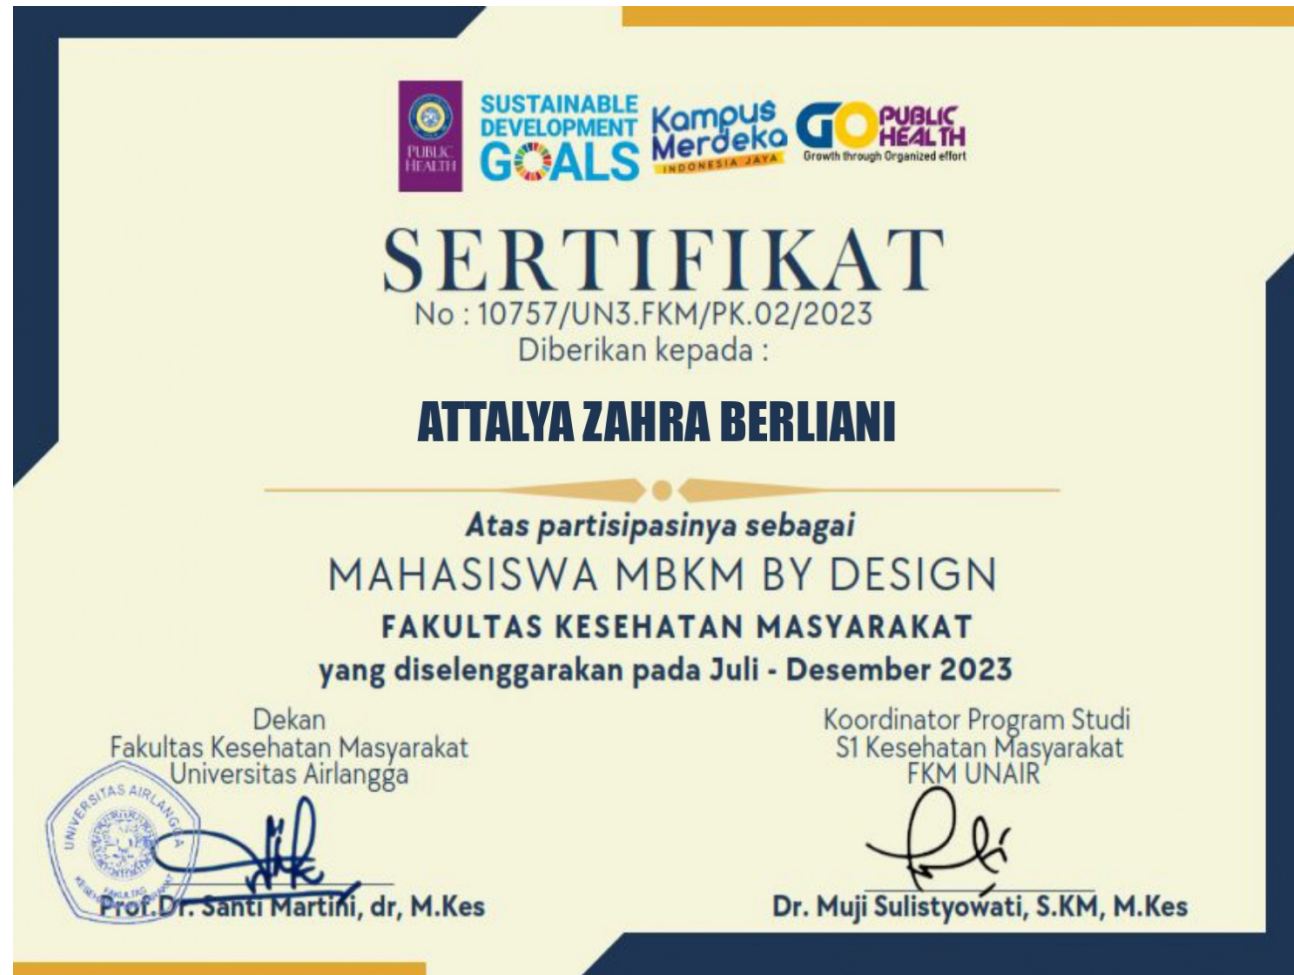 PUBLIC
HEALTH
SUSTAINABLE
DEVELOPMENT
GOALS
Kampus
Merdeka
INDONESIA JAYA
GO PUBLIC
HEALTH
Growth through Organized effort
SERTIFIKAT
No : 10757/UN3.FKM/PK.02/2023
Diberikan kepada :
ATTALYA ZAHRA BERLIANI
Atas partisipasinya sebagai
MAHASISWA MBKM BY DESIGN
FAKULTAS KESEHATAN MASYARAKAT
yang diselenggarakan pada Juli - Desember 2023
Dekan
Fakultas Kesehatan Masyarakat
Universitas Airlangga
UNIVERSITAS AIRLANGGA
FAKULTAS
KESEHATAN MASYARAKAT
Prof.Dr. Santi Martini, dr, M.Kes
Koordinator Program Studi
S1 Kesehatan Masyarakat
FKM UNAIR
Dr. Muji Sulistyowati, S.KM, M.Kes